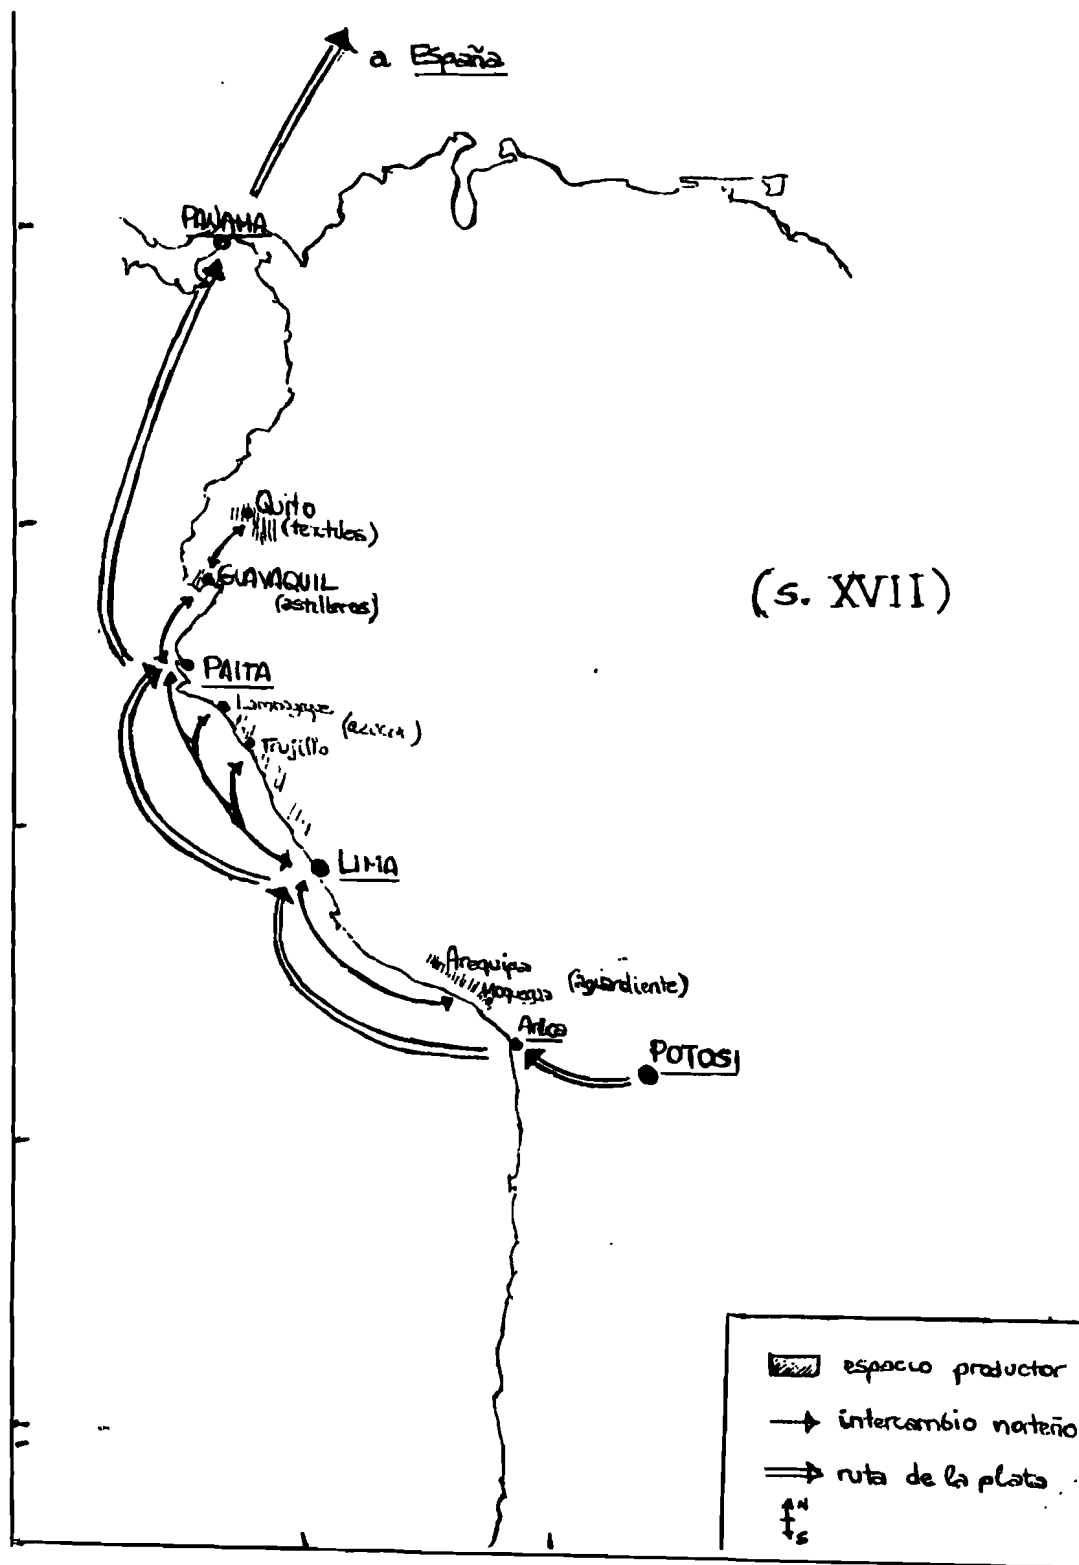 a España
PANAMA
Quito
(textiles)
GUAYAQUIL
(astilleros)
(s. XVII)
PAITA
Lambayeque
(azúcar)
Trujillo
LIMA
Arequipa
Moquegua (aguardiente)
Arica
POTOSI
espacio productor
intercambio norteño
ruta de la plata
N
S